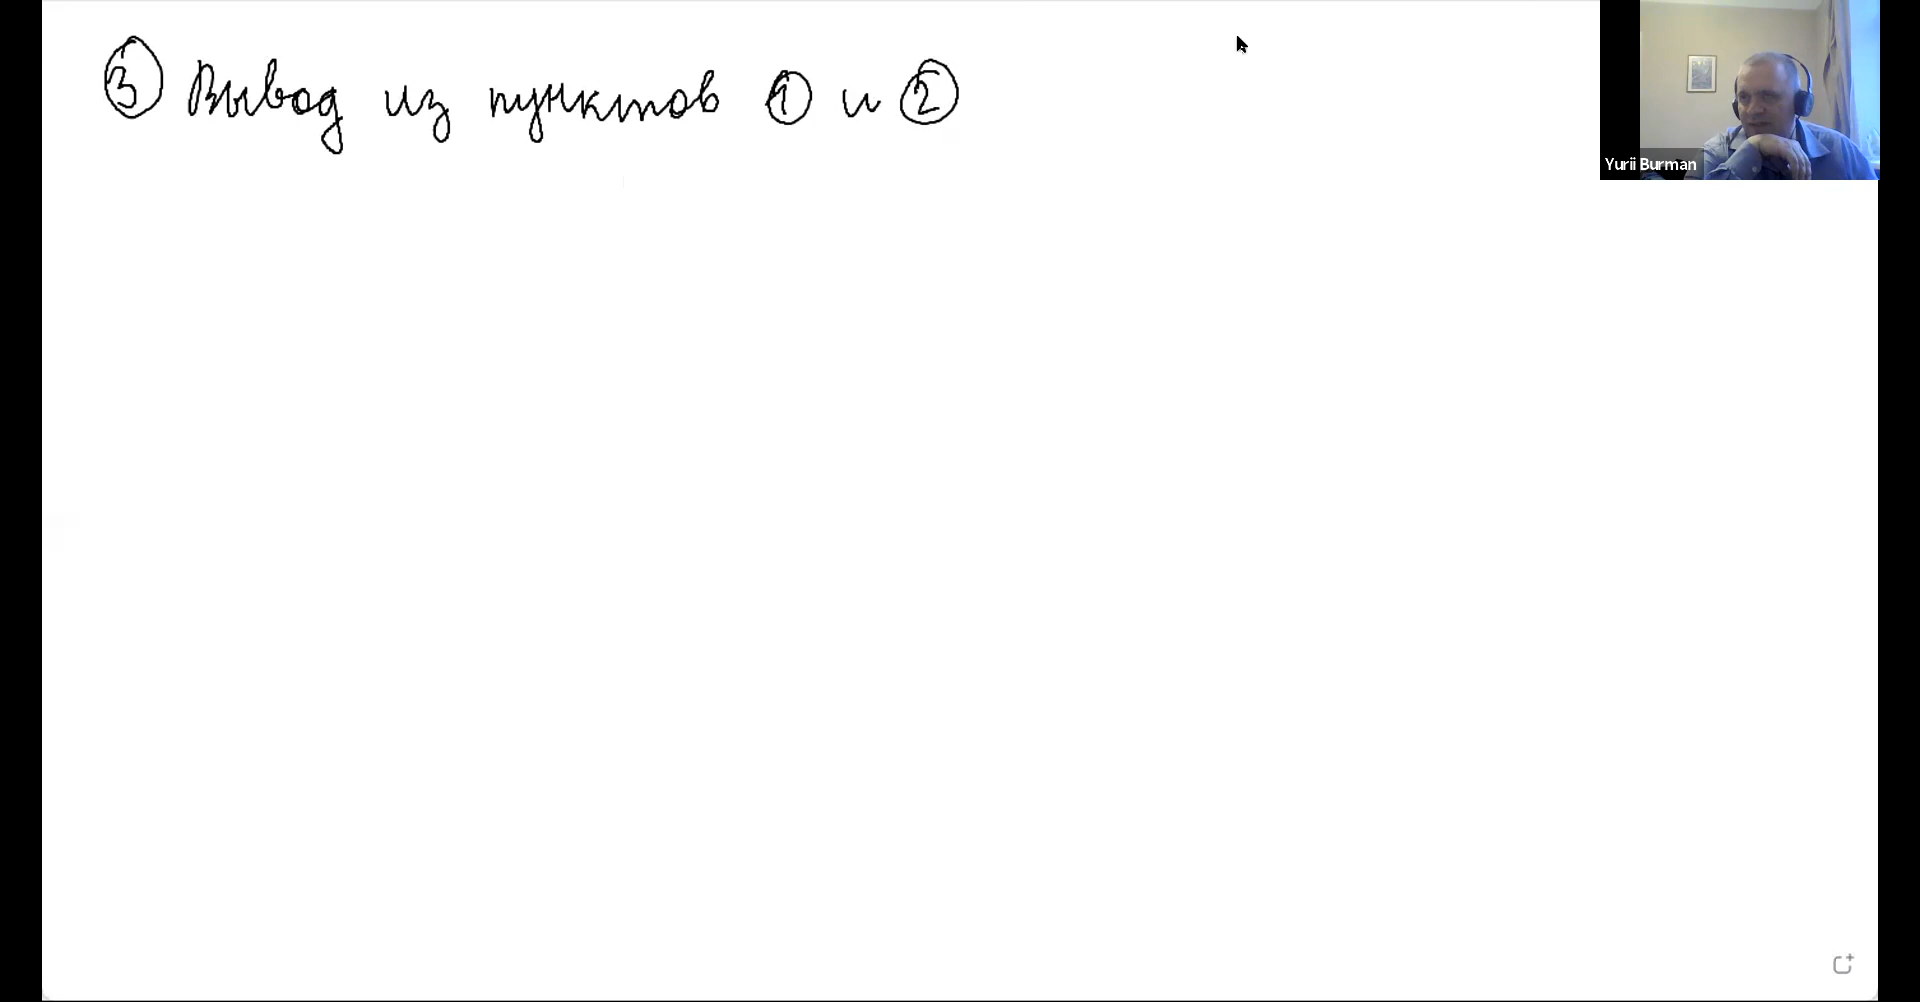 ③ Вывод из пунктов ① и ②
Yurii Burman